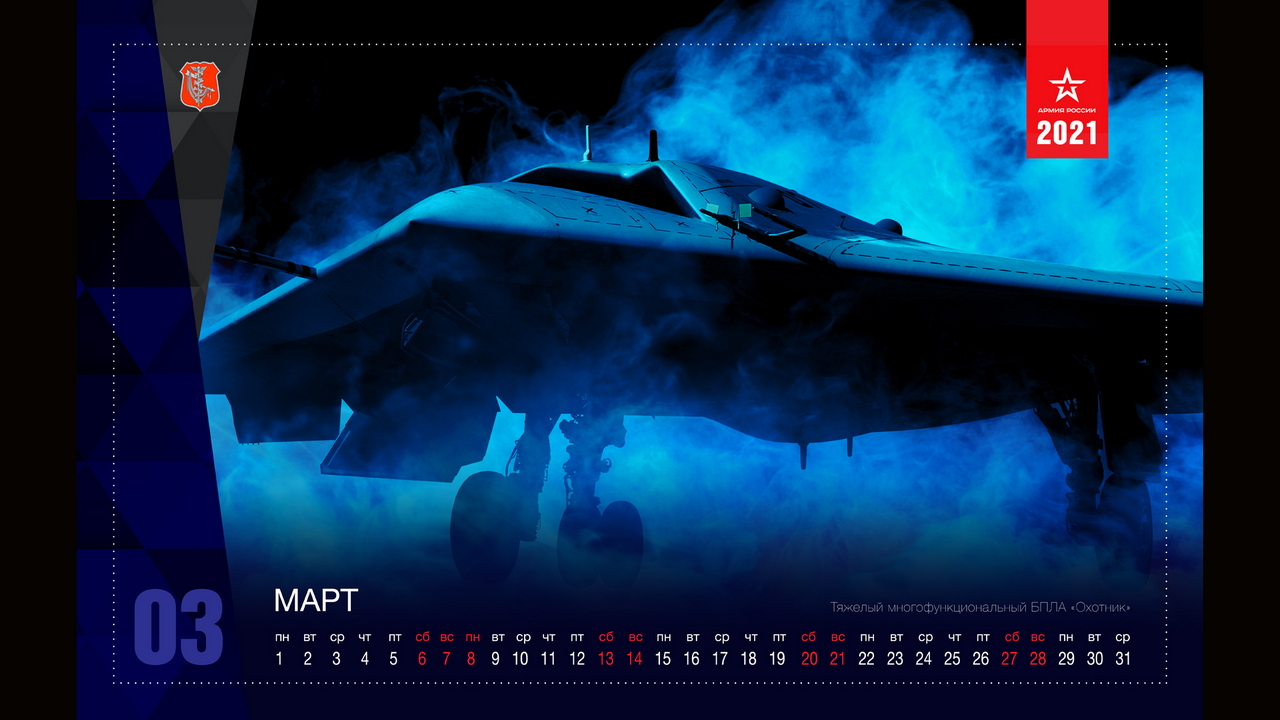 АРМИЯ РОССИИ
2021
03
МАРТ
Тяжелый многофункциональный БПЛА «Охотник»
пн вт ср чт пт сб вс пн вт ср чт пт сб вс пн вт ср чт пт сб вс пн вт ср чт пт сб вс пн вт ср
1 2 3 4 5 6 7 8 9 10 11 12 13 14 15 16 17 18 19 20 21 22 23 24 25 26 27 28 29 30 31